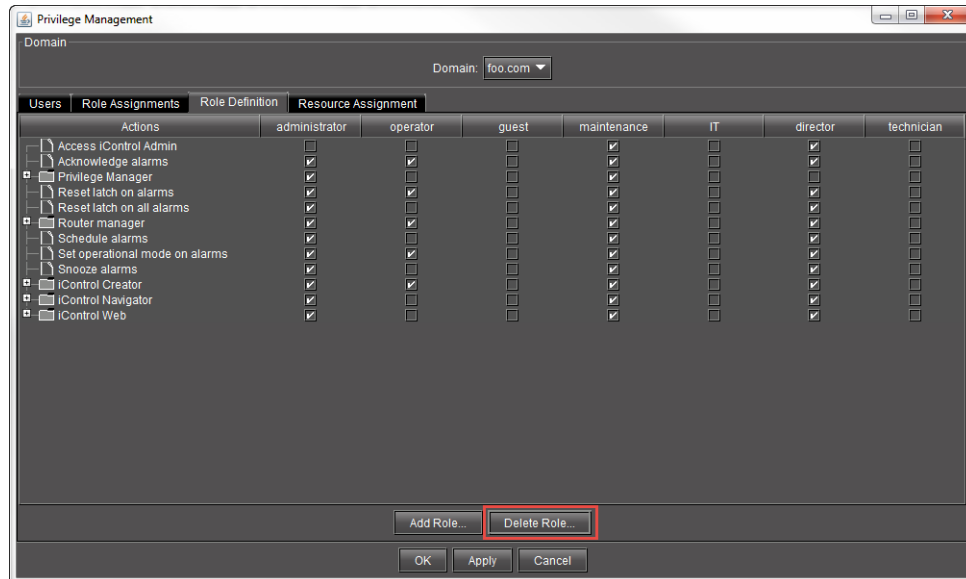 Privilege Management
Domain
Domain: foo.com
Users Role Assignments Role Definition Resource Assignment
Actions administrator operator guest maintenance IT director technician
Access iControl Admin
Acknowledge alarms
Privilege Manager
Reset latch on alarms
Reset latch on all alarms
Router manager
Schedule alarms
Set operational mode on alarms
Snooze alarms
iControl Creator
iControl Navigator
iControl Web
Add Role... Delete Role...
OK Apply Cancel